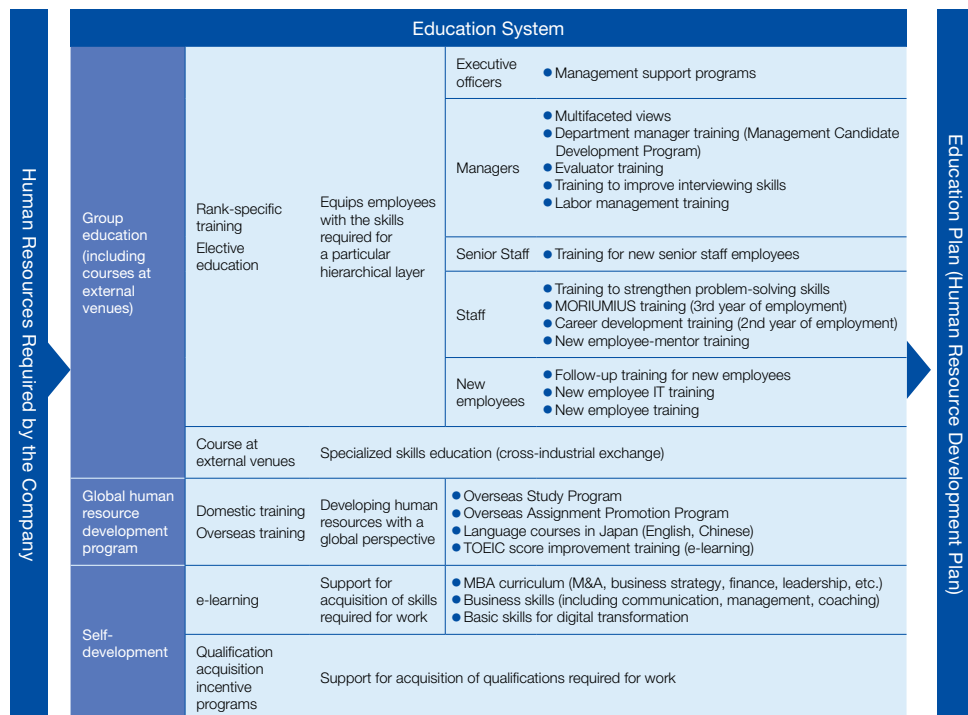 Human Resources Required by the Company
Education System
Group
education
(including
courses at
external
venues)
Rank-specific
training
Elective
education
Equips employees
with the skills
required for
a particular
hierarchical layer
Executive
officers
● Management support programs
Managers
● Multifaceted views
● Department manager training (Management Candidate
Development Program)
● Evaluator training
● Training to improve interviewing skills
● Labor management training
Senior Staff
● Training for new senior staff employees
Staff
● Training to strengthen problem-solving skills
● MORIUMIUS training (3rd year of employment)
● Career development training (2nd year of employment)
● New employee-mentor training
New
employees
● Follow-up training for new employees
● New employee IT training
● New employee training
Course at
external venues
Specialized skills education (cross-industrial exchange)
Global human
resource
development
program
Domestic training
Overseas training
Developing human
resources with a
global perspective
● Overseas Study Program
● Overseas Assignment Promotion Program
● Language courses in Japan (English, Chinese)
● TOEIC score improvement training (e-learning)
Self-
development
e-learning
Support for
acquisition of skills
required for work
● MBA curriculum (M&A, business strategy, finance, leadership, etc.)
● Business skills (including communication, management, coaching)
● Basic skills for digital transformation
Qualification
acquisition
incentive
programs
Support for acquisition of qualifications required for work
Education Plan (Human Resource Development Plan)